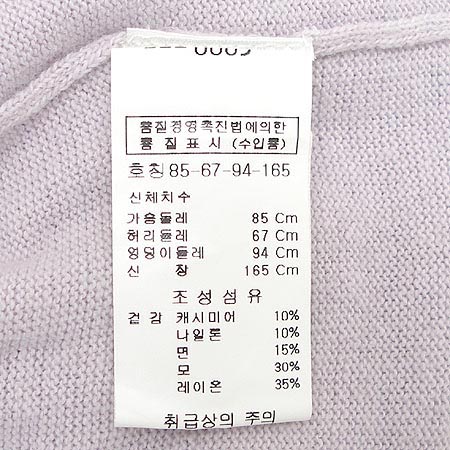 품질경영촉진법에의한
품 질 표 시 (수입품)
호칭 85-67-94-165
신체치수
가슴둘레 85 Cm
허리둘레 67 Cm
엉덩이둘레 94 Cm
신 장 165 Cm
조성섬유
겉 감 캐시미어 10%
나일론 10%
면 15%
모 30%
레이온 35%
취급상의 주의